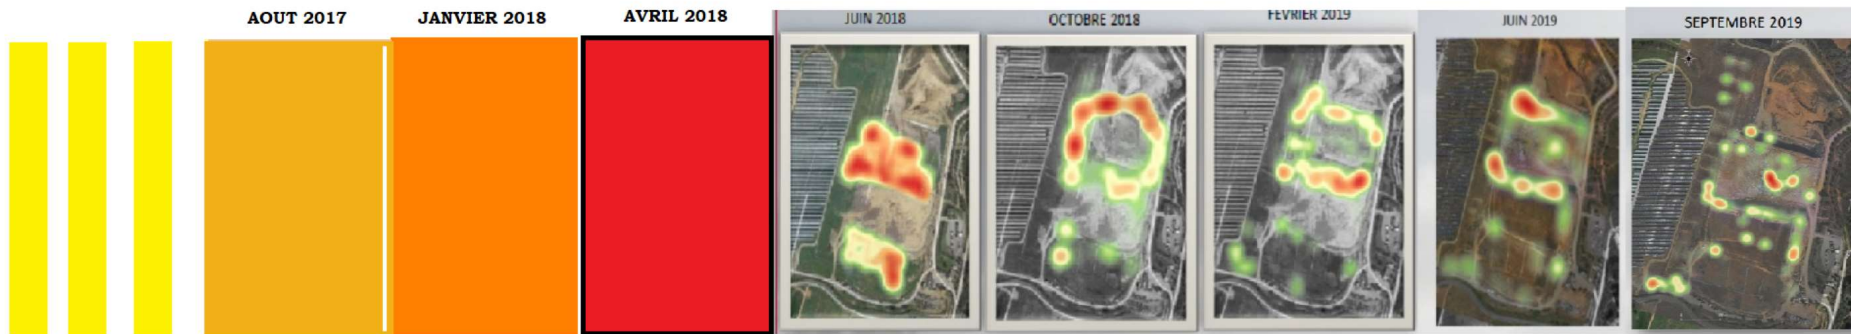 AOUT 2017
JANVIER 2018
AVRIL 2018
JUIN 2018
OCTOBRE 2018
FEVRIER 2019
JUIN 2019
SEPTEMBRE 2019